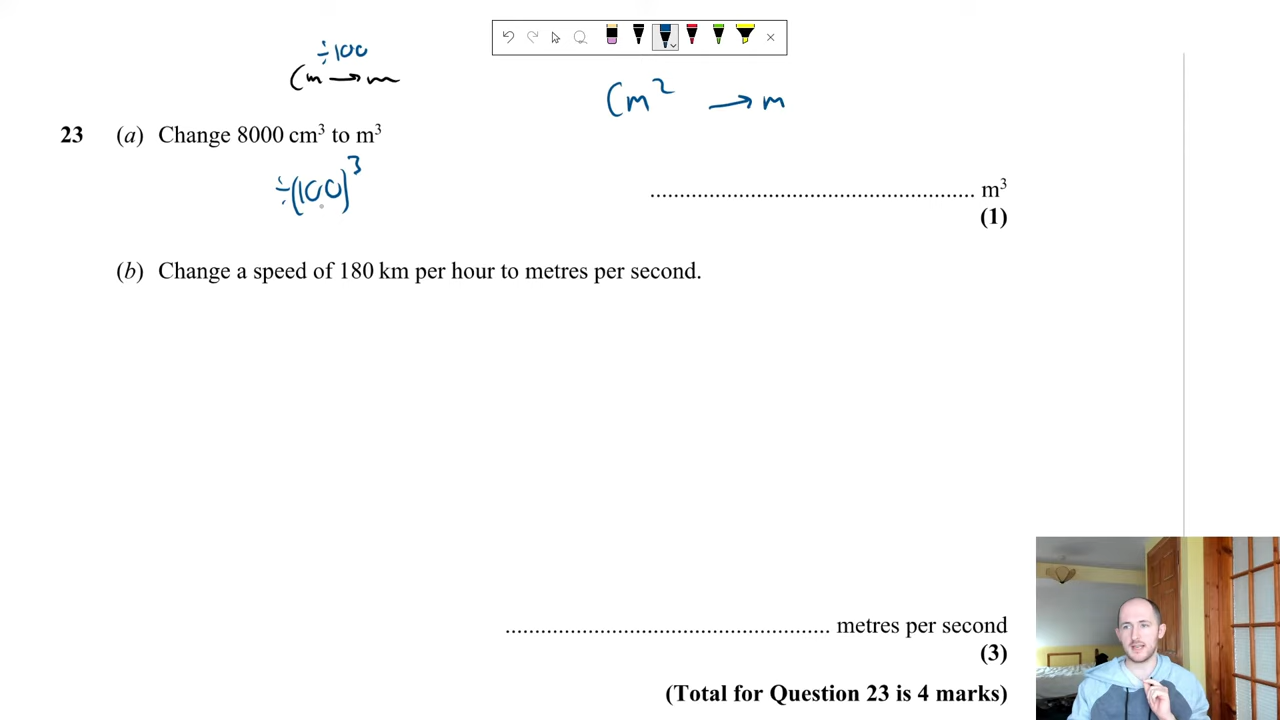 ÷100
Cm → m
Cm² → m
23 (a) Change 8000 cm³ to m³
÷(100)³
.................................................... m³
(1)
(b) Change a speed of 180 km per hour to metres per second.
.................................................... metres per second
(3)
(Total for Question 23 is 4 marks)